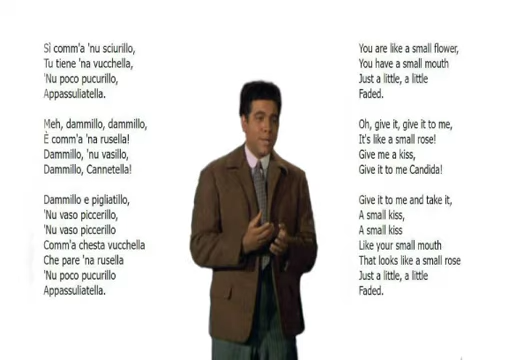 Sì comm'a 'nu sciurillo,
Tu tiene 'na vucchella,
'Nu poco pucurillo,
Appassuliatella.
Meh, dammillo, dammillo,
È comm'a 'na rusella!
Dammillo, 'nu vasillo,
Dammillo, Cannetella!
Dammillo e pigliatillo,
'Nu vaso piccerillo
'Nu vaso piccerillo
Comm'a chesta vucchella
Che pare 'na rusella
'Nu poco pucurillo
Appassuliatella.
You are like a small flower,
You have a small mouth
Just a little, a little
Faded.
Oh, give it, give it to me,
It's like a small rose!
Give me a kiss,
Give it to me Candida!
Give it to me and take it,
A small kiss,
A small kiss
Like your small mouth
That looks like a small rose
Just a little, a little
Faded.